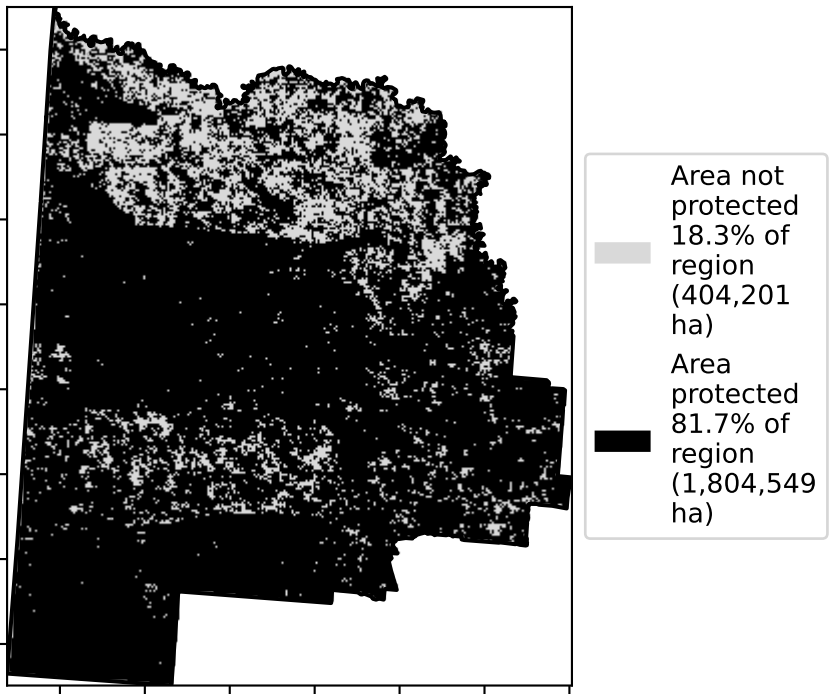 Area not
protected
18.3% of
region
(404,201
ha)
Area
protected
81.7% of
region
(1,804,549
ha)